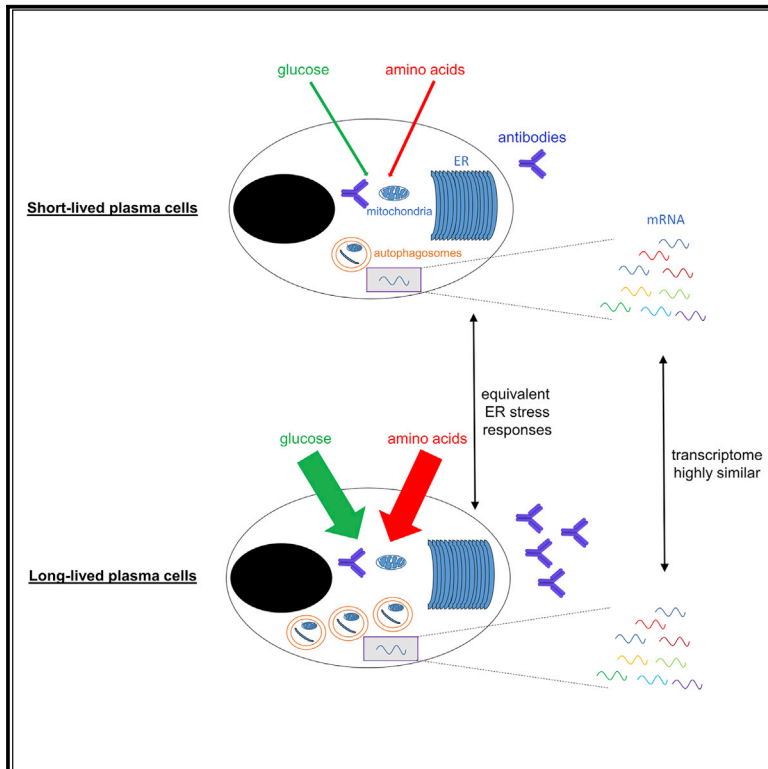 glucose
amino acids
antibodies
ER
mitochondria
Short-lived plasma cells
mRNA
autophagosomes
equivalent
ER stress
responses
transcriptome
highly similar
glucose
amino acids
Long-lived plasma cells